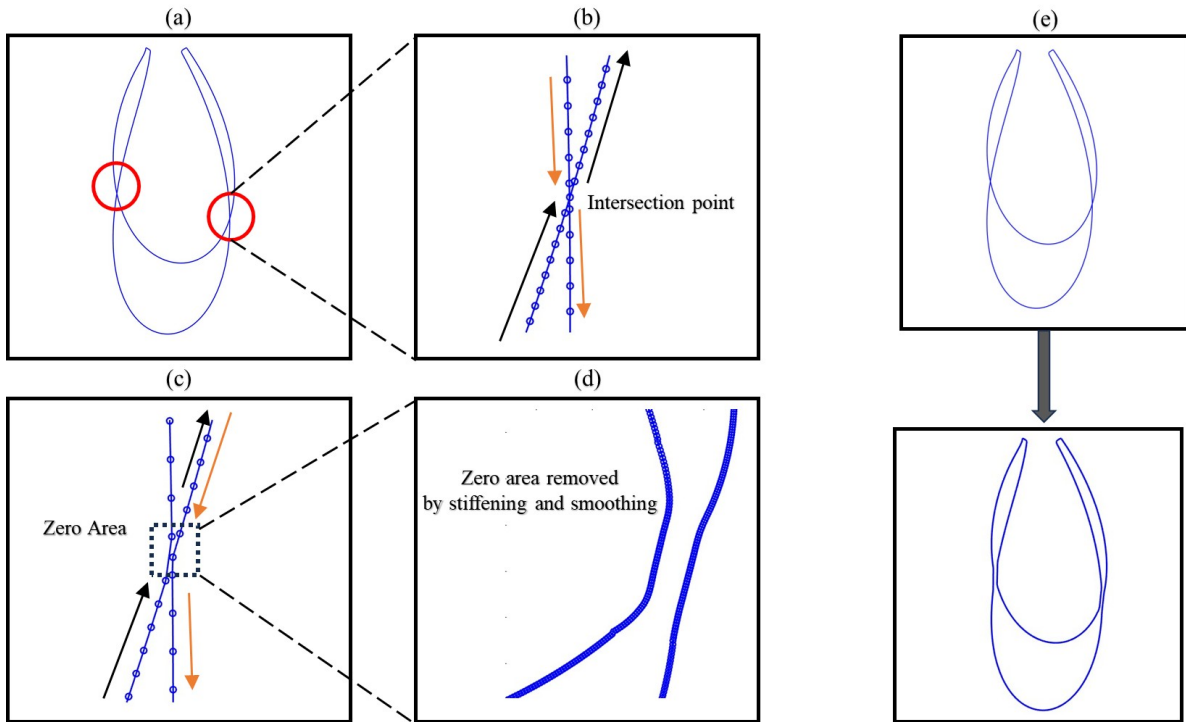 (a)
(b)
(e)
Intersection point
(c)
(d)
Zero Area
Zero area removed
by stiffening and smoothing